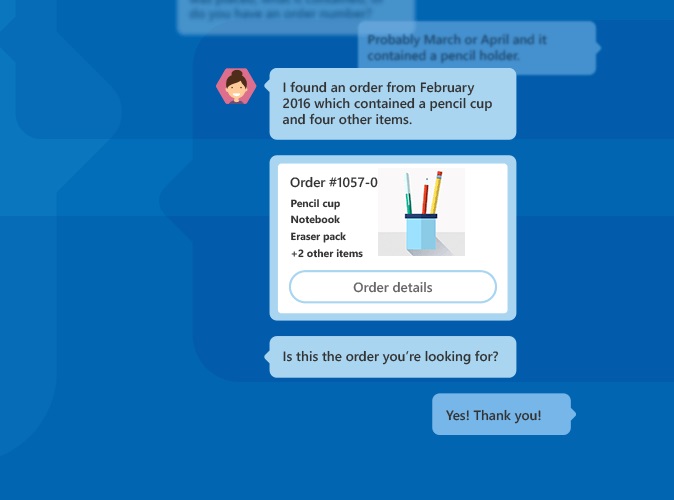 do you have an order number?
Probably March or April and it
contained a pencil holder.
I found an order from February
2016 which contained a pencil cup
and four other items.
Order #1057-0
Pencil cup
Notebook
Eraser pack
+2 other items
Order details
Is this the order you're looking for?
Yes! Thank you!